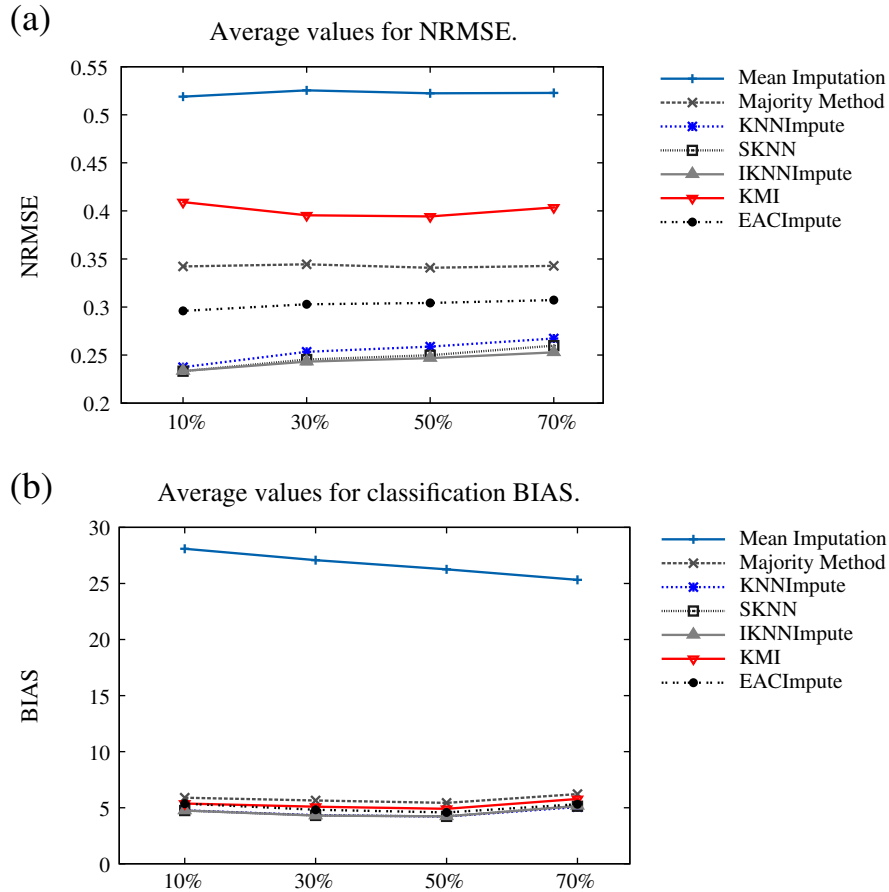 (a)
Average values for NRMSE.
0.55
0.5
0.45
0.4
0.35
0.3
0.25
0.2
NRMSE
10% 30% 50% 70%
Mean Imputation
Majority Method
KNNImpute
SKNN
IKNNImpute
KMI
EACImpute
(b)
Average values for classification BIAS.
30
25
20
15
10
5
0
BIAS
10% 30% 50% 70%
Mean Imputation
Majority Method
KNNImpute
SKNN
IKNNImpute
KMI
EACImpute